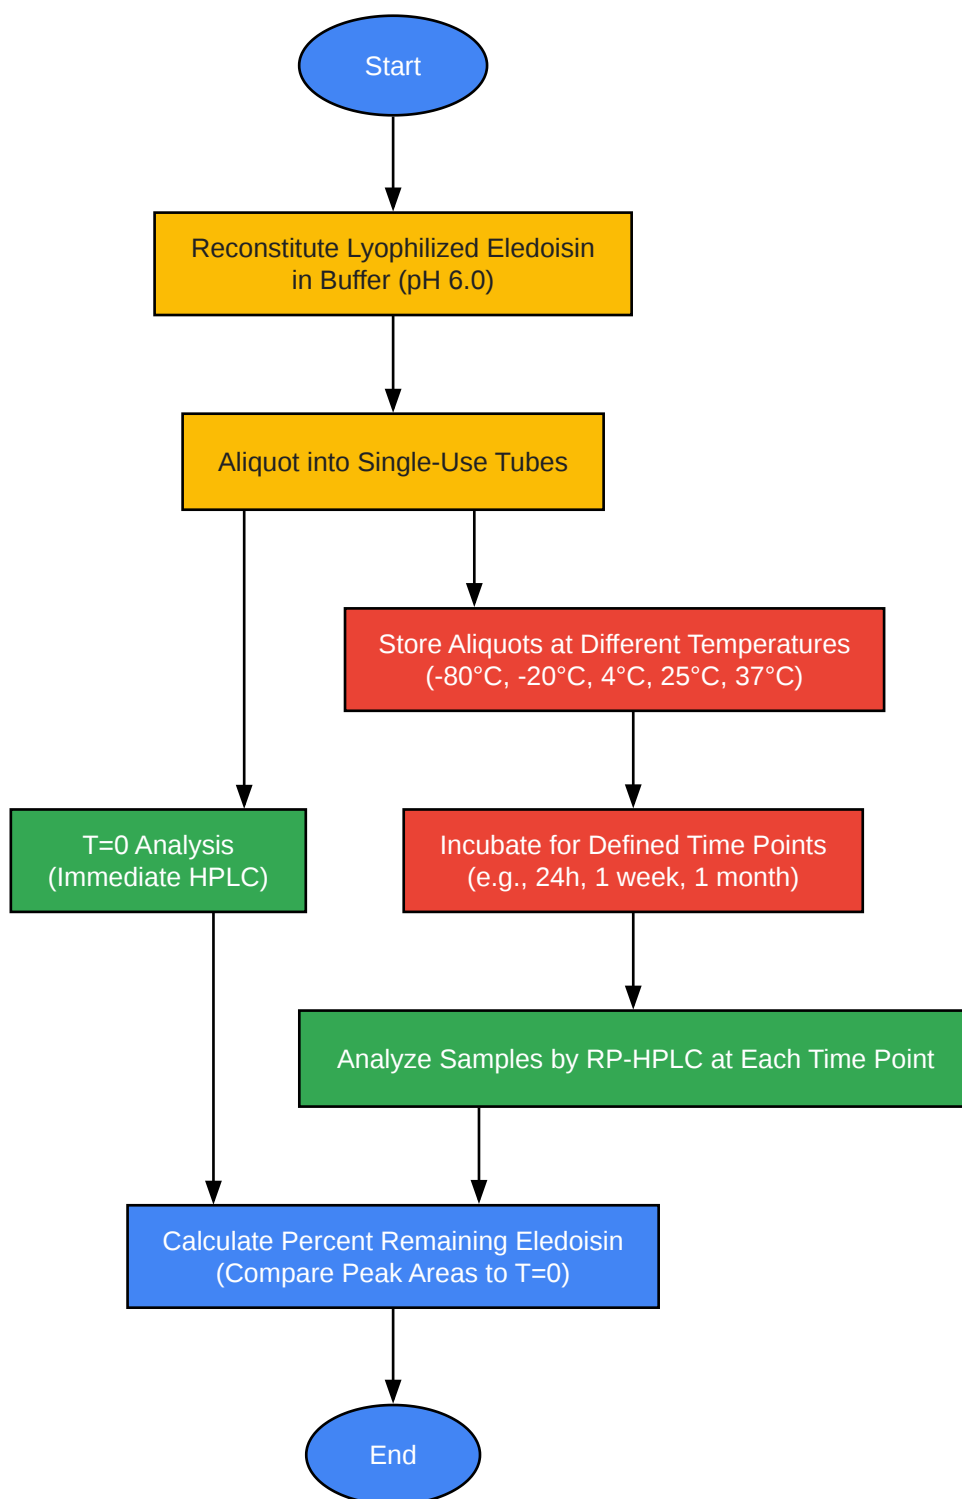 Start
Reconstitute Lyophilized Eledoisin
in Buffer (pH 6.0)
Aliquot into Single-Use Tubes
Store Aliquots at Different Temperatures
(-80°C, -20°C, 4°C, 25°C, 37°C)
T=0 Analysis
(Immediate HPLC)
Incubate for Defined Time Points
(e.g., 24h, 1 week, 1 month)
Analyze Samples by RP-HPLC at Each Time Point
Calculate Percent Remaining Eledoisin
(Compare Peak Areas to T=0)
End